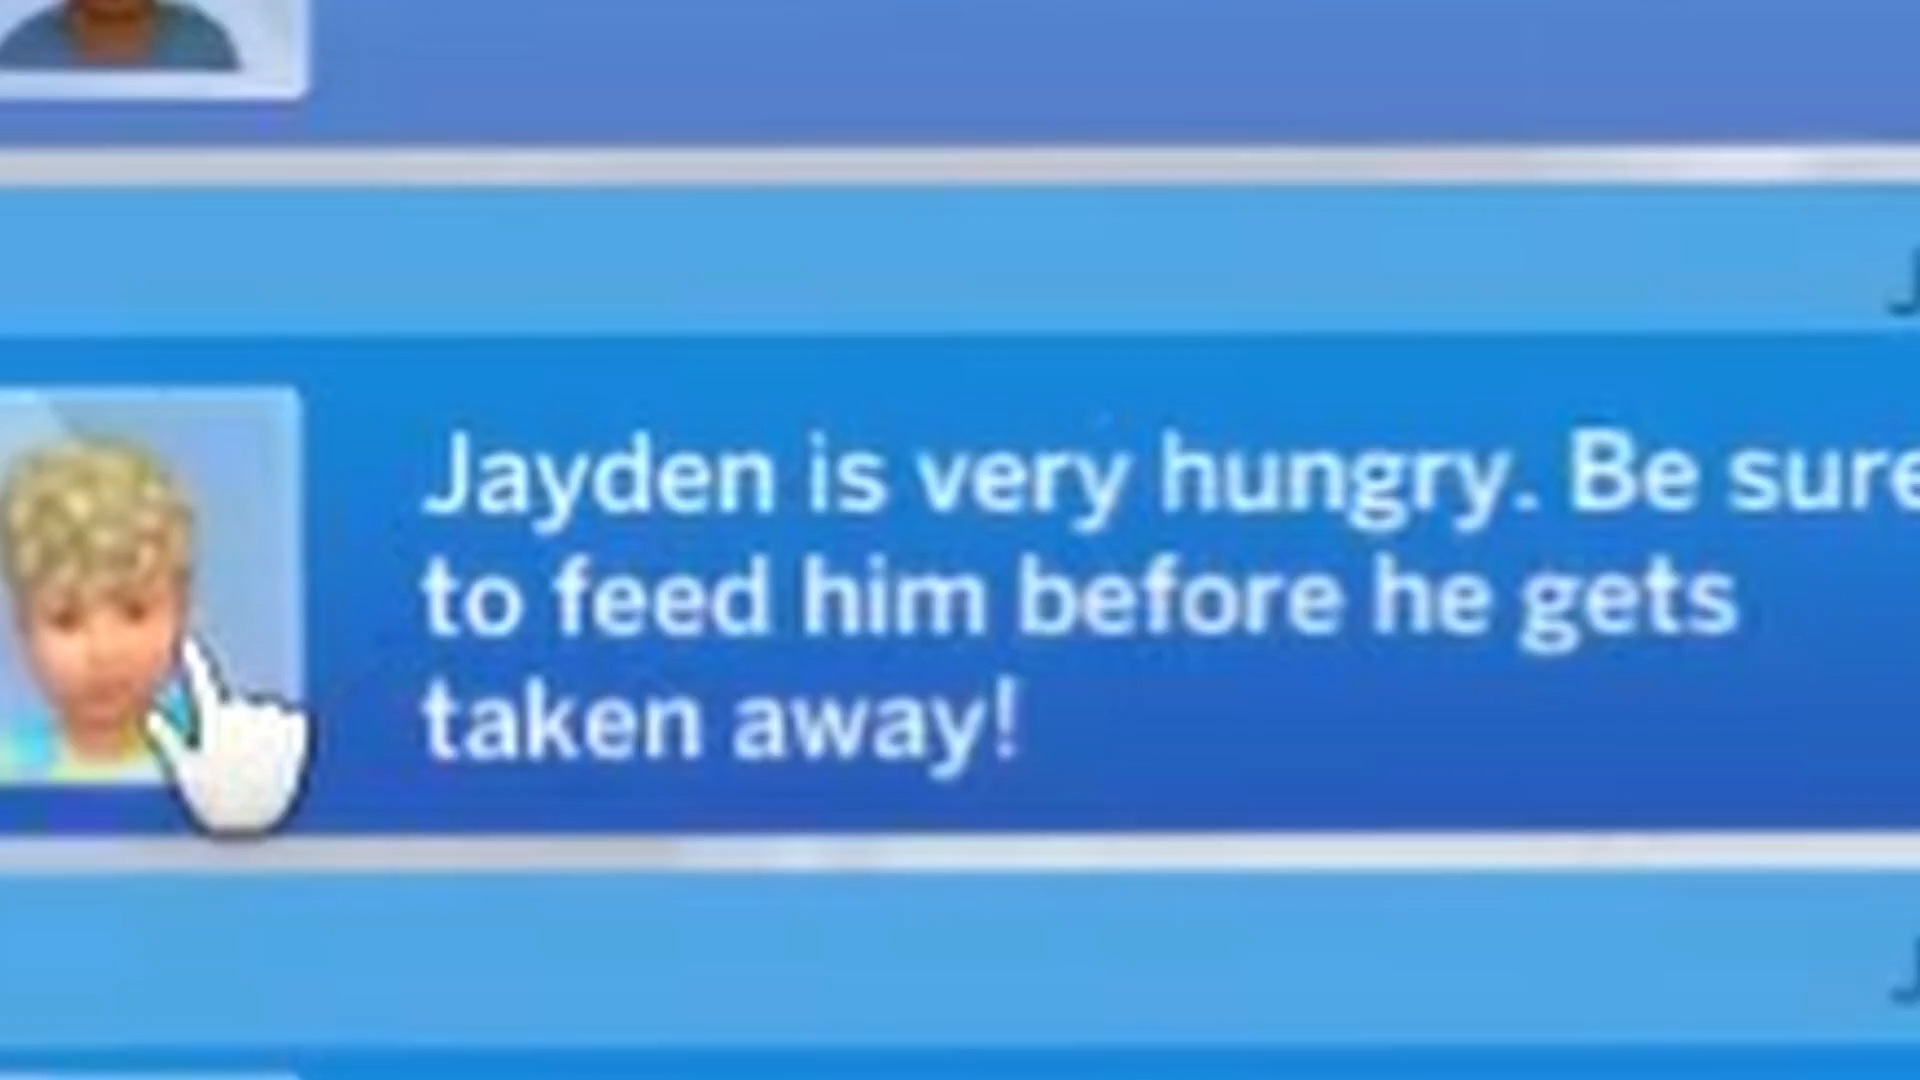 Jayden is very hungry. Be sure
to feed him before he gets
taken away!